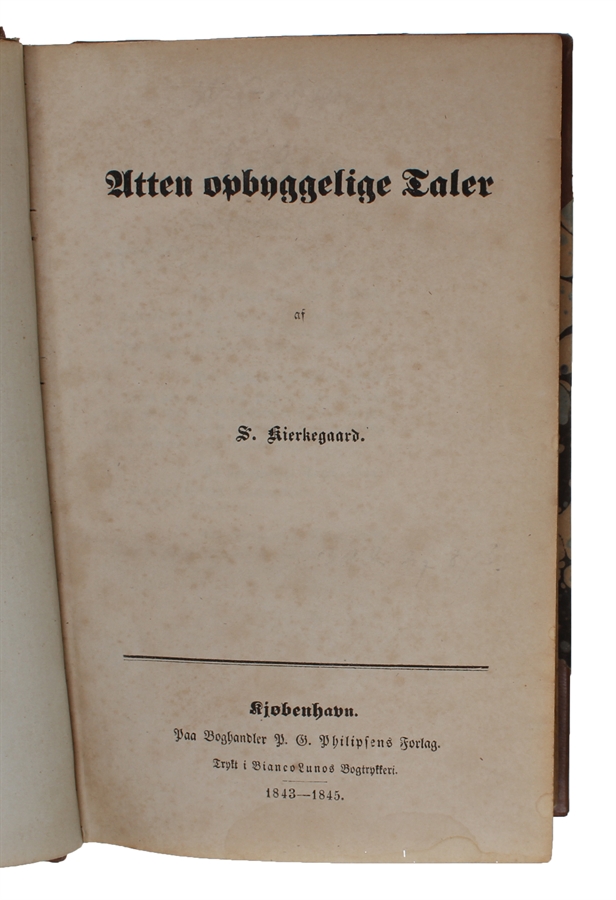 Atten opbyggelige Taler
af
S. Kierkegaard.
Kjøbenhavn.
Paa Boghandler P. G. Philipsens Forlag.
Trykt i Bianco Lunos Bogtrykkeri.
1843—1845.